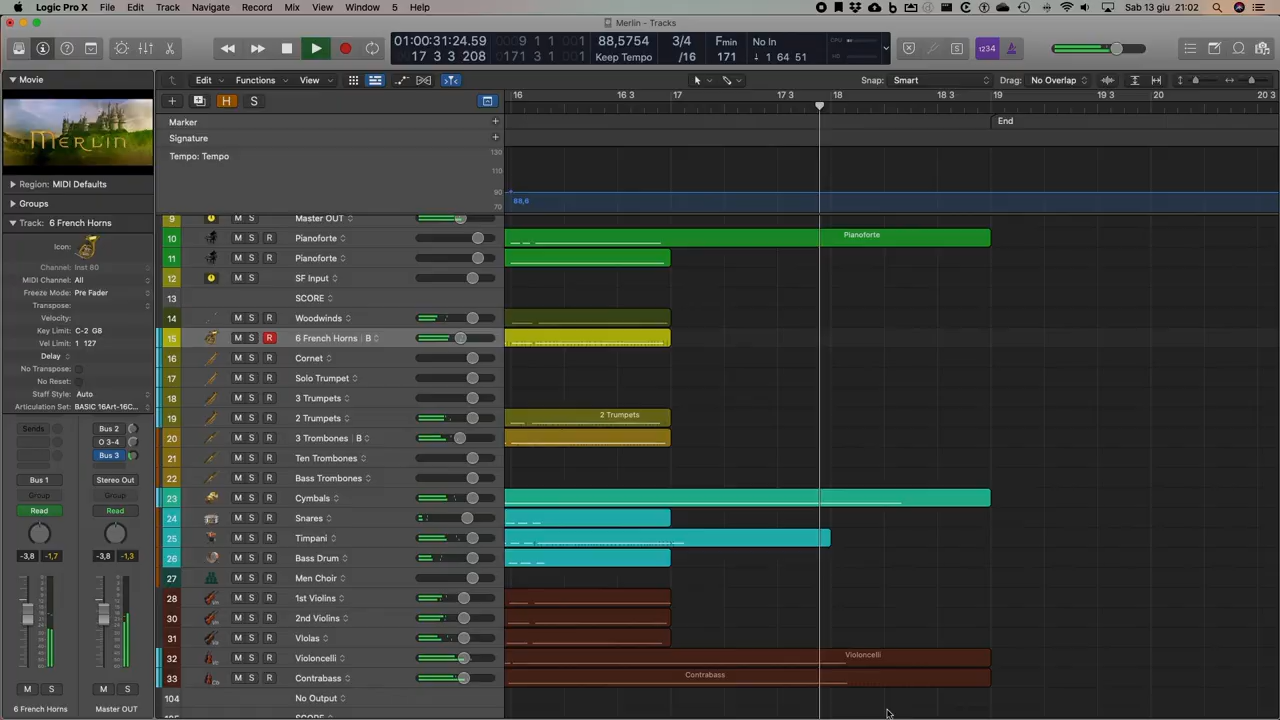 Logic Pro X File Edit Track Navigate Record Mix View Window 5 Help Sab 13 giu 21:02
Merlin - Tracks
01:00:31:24.59 9 1 1 1 88,5754 3/4 Fmin No In CPU
17 3 3 208 171 3 1 1 Keep Tempo /16 171 1 64 51 1234
Movie Edit Functions View Snap: Smart Drag: No Overlap
H S 16 16 3 17 17 3 18 18 3 19 19 3 20 20 3
MERLIN
Marker End
Signature
Tempo: Tempo 130
110
90
70
88,6
Region: MIDI Defaults
Groups
Track: 6 French Horns
Icon:
Channel: Inst 60
MIDI Channel: All
Freeze Mode: Pre Fader
Transpose:
Velocity:
Key Limit: C-2 G8
Vel Limit: 1 127
Delay
No Transpose:
No Reset:
Staff Style: Auto
Articulation Set: BASIC 16Art-16C...
9 M S Master OUT
10 M S R Pianoforte Pianoforte
11 M S R Pianoforte
12 M S SF Input
13 SCORE
14 M S R Woodwinds
15 M S R 6 French Horns B
16 M S R Cornet
17 M S R Solo Trumpet
18 M S R 3 Trumpets
19 M S R 2 Trumpets 2 Trumpets
20 M S R 3 Trombones B
21 M S R Ten Trombones
22 M S R Bass Trombones
23 M S R Cymbals
24 M S R Snares
25 M S R Timpani
26 M S R Bass Drum
27 M S R Men Choir
28 M S R 1st Violins
30 M S R 2nd Violins
31 M S R VIolas
32 M S R Violoncelli Violoncelli
33 M S R Contrabass Contrabass
104 No Output
SCORE
Sends Bus 2
O 3-4
Bus 3
Bus 1 Stereo Out
Group Group
Read Read
-3,8 -1,7 -3,8 -1,3
M S M S
6 French Horns Master OUT